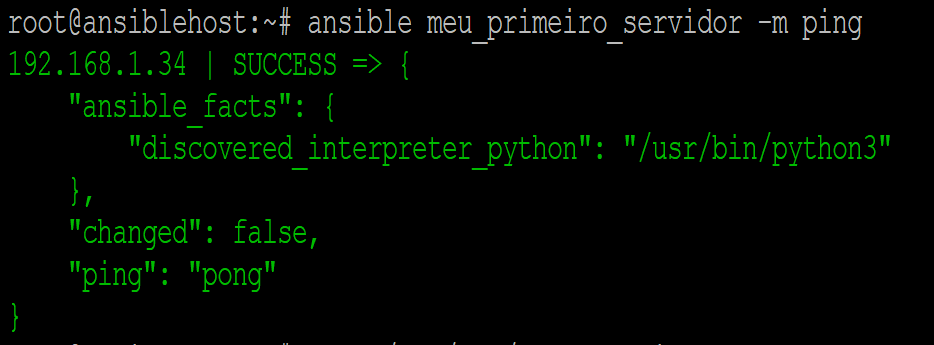 root@ansiblehost:~# ansible meu_primeiro_servidor -m ping
192.168.1.34 | SUCCESS => {
    "ansible_facts": {
        "discovered_interpreter_python": "/usr/bin/python3"
    },
    "changed": false,
    "ping": "pong"
}